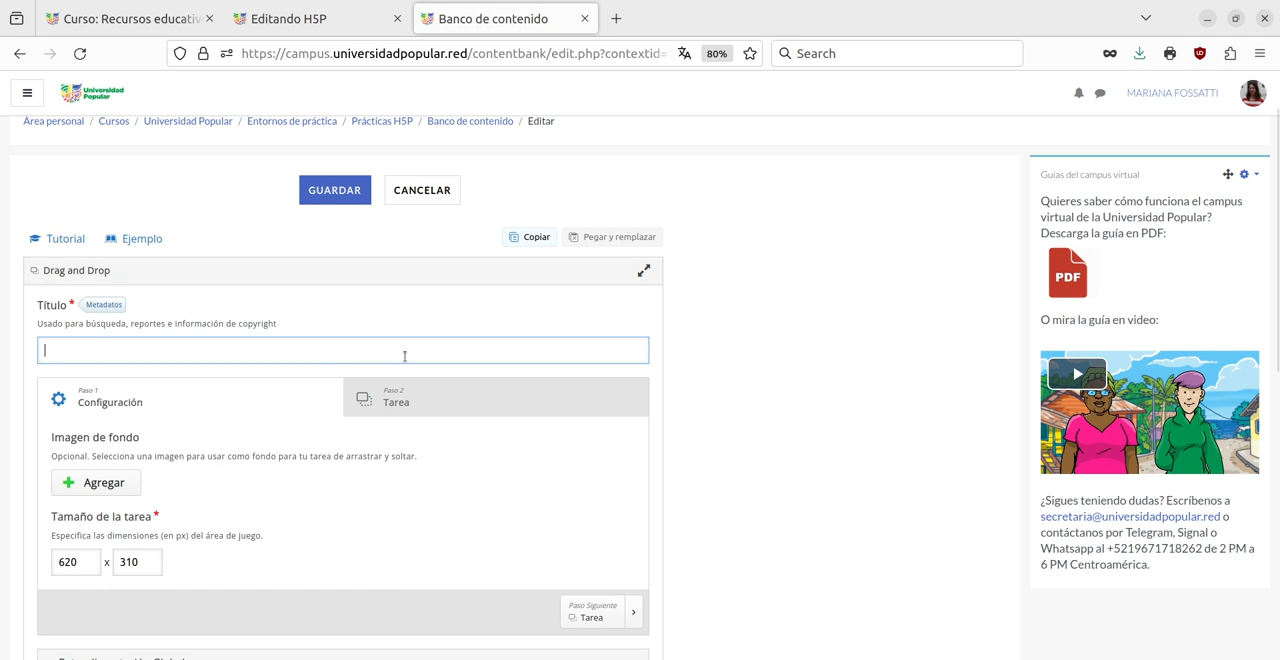 Curso: Recursos educativ
Editando H5P
Banco de contenido
https://campus.universidadpopular.red/contentbank/edit.php?contextid=
80%
Search
Universidad
Popular
MARIANA FOSSATTI
Área personal / Cursos / Universidad Popular / Entornos de práctica / Prácticas H5P / Banco de contenido / Editar
GUARDAR
CANCELAR
Tutorial
Ejemplo
Copiar
Pegar y remplazar
Drag and Drop
Título * Metadatos
Usado para búsqueda, reportes e información de copyright
Paso 1
Configuración
Paso 2
Tarea
Imagen de fondo
Opcional. Selecciona una imagen para usar como fondo para tu tarea de arrastrar y soltar.
Agregar
Tamaño de la tarea *
Especifica las dimensiones (en px) del área de juego.
620 x 310
Paso Siguiente
Tarea
Guías del campus virtual
Quieres saber cómo funciona el campus
virtual de la Universidad Popular?
Descarga la guía en PDF:
PDF
O mira la guía en video:
¿Sigues teniendo dudas? Escríbenos a
secretaria@universidadpopular.red o
contáctanos por Telegram, Signal o
Whatsapp al +5219671718262 de 2 PM a
6 PM Centroamérica.